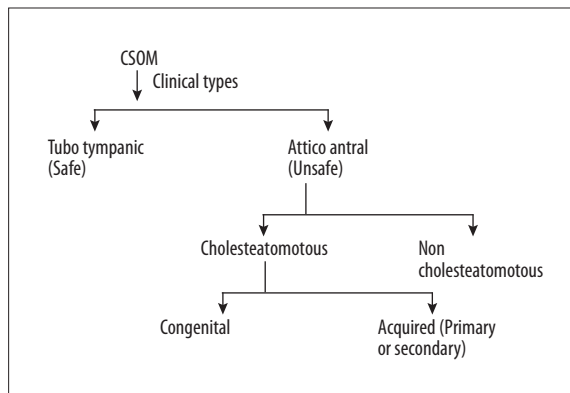 CSOM
Clinical types
Tubo tympanic
(Safe)
Attico antral
(Unsafe)
Cholesteatomotous
Non
cholesteatomotous
Congenital
Acquired (Primary
or secondary)